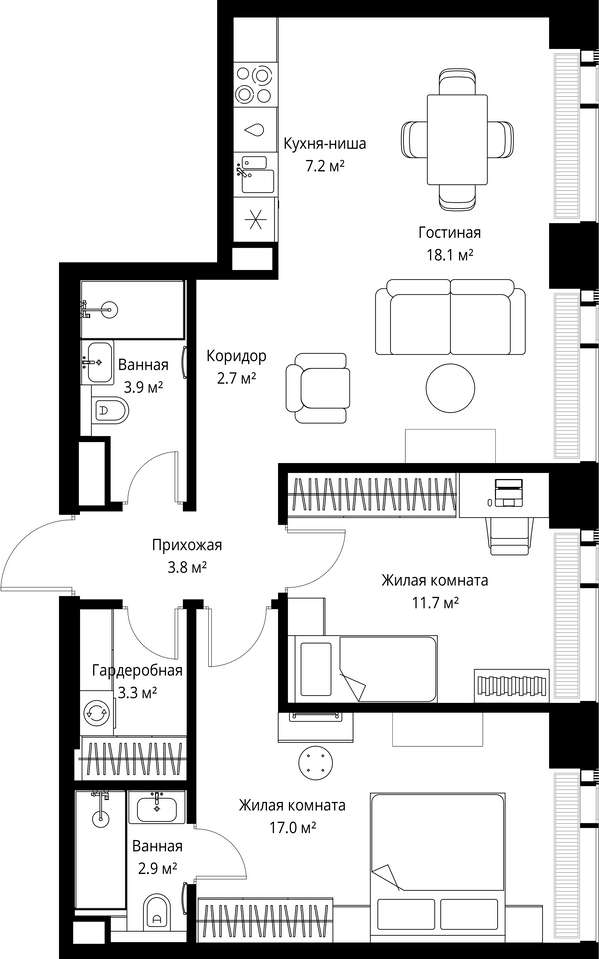 Кухня-ниша
7.2 м²
Гостиная
18.1 м²
Коридор
2.7 м²
Ванная
3.9 м²
Прихожая
3.8 м²
Жилая комната
11.7 м²
Гардеробная
3.3 м²
Жилая комната
17.0 м²
Ванная
2.9 м²